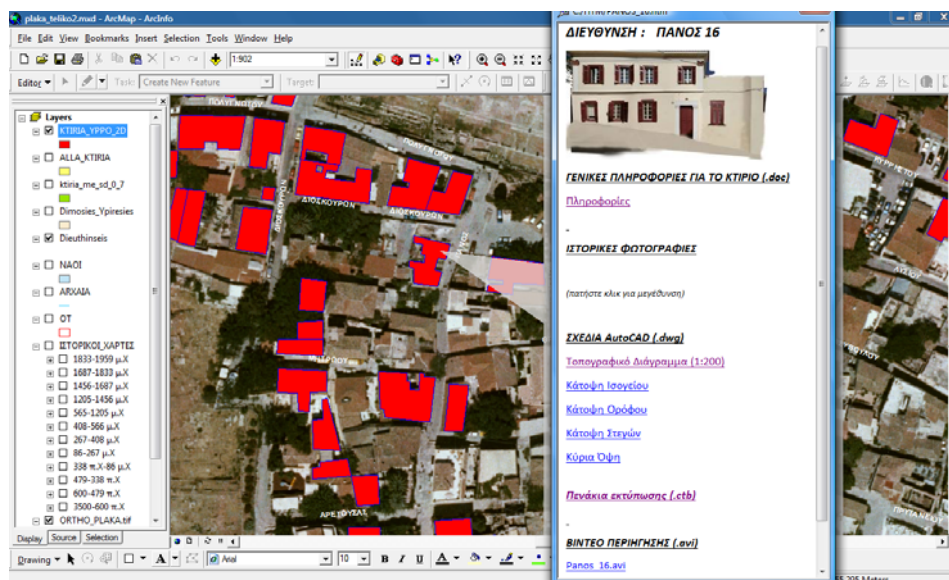 plaka_teliko2.mxd - ArcMap - ArcInfo
File Edit View Bookmarks Insert Selection Tools Window Help
1:902
Editor Task: Create New Feature Target:
Layers
KTIRIA_YPPO_2D
ALLA_KTIRIA
ktiria_me_sd_0_7
Dimosies_Ypiresies
Dieuthinseis
NAOI
ARXAIA
OT
ΙΣΤΟΡΙΚΟΙ_ΧΑΡΤΕΣ
1833-1959 μ.Χ
1687-1833 μ.Χ
1456-1687 μ.Χ
1205-1456 μ.Χ
565-1205 μ.Χ
408-566 μ.Χ
267-408 μ.Χ
86-267 μ.Χ
338 π.Χ-86 μ.Χ
479-338 π.Χ
600-479 π.Χ
3500-600 π.Χ
ORTHO_PLAKA.tif
Display Source Selection
Drawing Arial 10 B I U A
ΠΟΛΥΓΝΩΤΟΥ
ΠΟΛΥΓΝΩΤΟΥ
ΔΙΟΣΚΟΥΡΩΝ
ΔΙΟΣΚΟΥΡΩΝ
ΔΙΟΣΚΟΥΡΩΝ
ΜΗΤΡΩΟΥ
ΑΡΕΤΟΥΣΑΣ
ΚΥΡΡΗΣΤΟΥ
ΛΥΣΙΟΥ
ΔΙΕΥΘΥΝΣΗ : ΠΑΝΟΣ 16
ΓΕΝΙΚΕΣ ΠΛΗΡΟΦΟΡΙΕΣ ΓΙΑ ΤΟ ΚΤΙΡΙΟ (.doc)
Πληροφορίες
ΙΣΤΟΡΙΚΕΣ ΦΩΤΟΓΡΑΦΙΕΣ
(πατήστε κλικ για μεγέθυνση)
ΣΧΕΔΙΑ AutoCAD (.dwg)
Τοπογραφικό Διάγραμμα (1:200)
Κάτοψη Ισογείου
Κάτοψη Ορόφου
Κάτοψη Στεγών
Κύρια Όψη
Πενάκια εκτύπωσης (.ctb)
ΒΙΝΤΕΟ ΠΕΡΙΗΓΗΣΗΣ (.avi)
Panos_16.avi